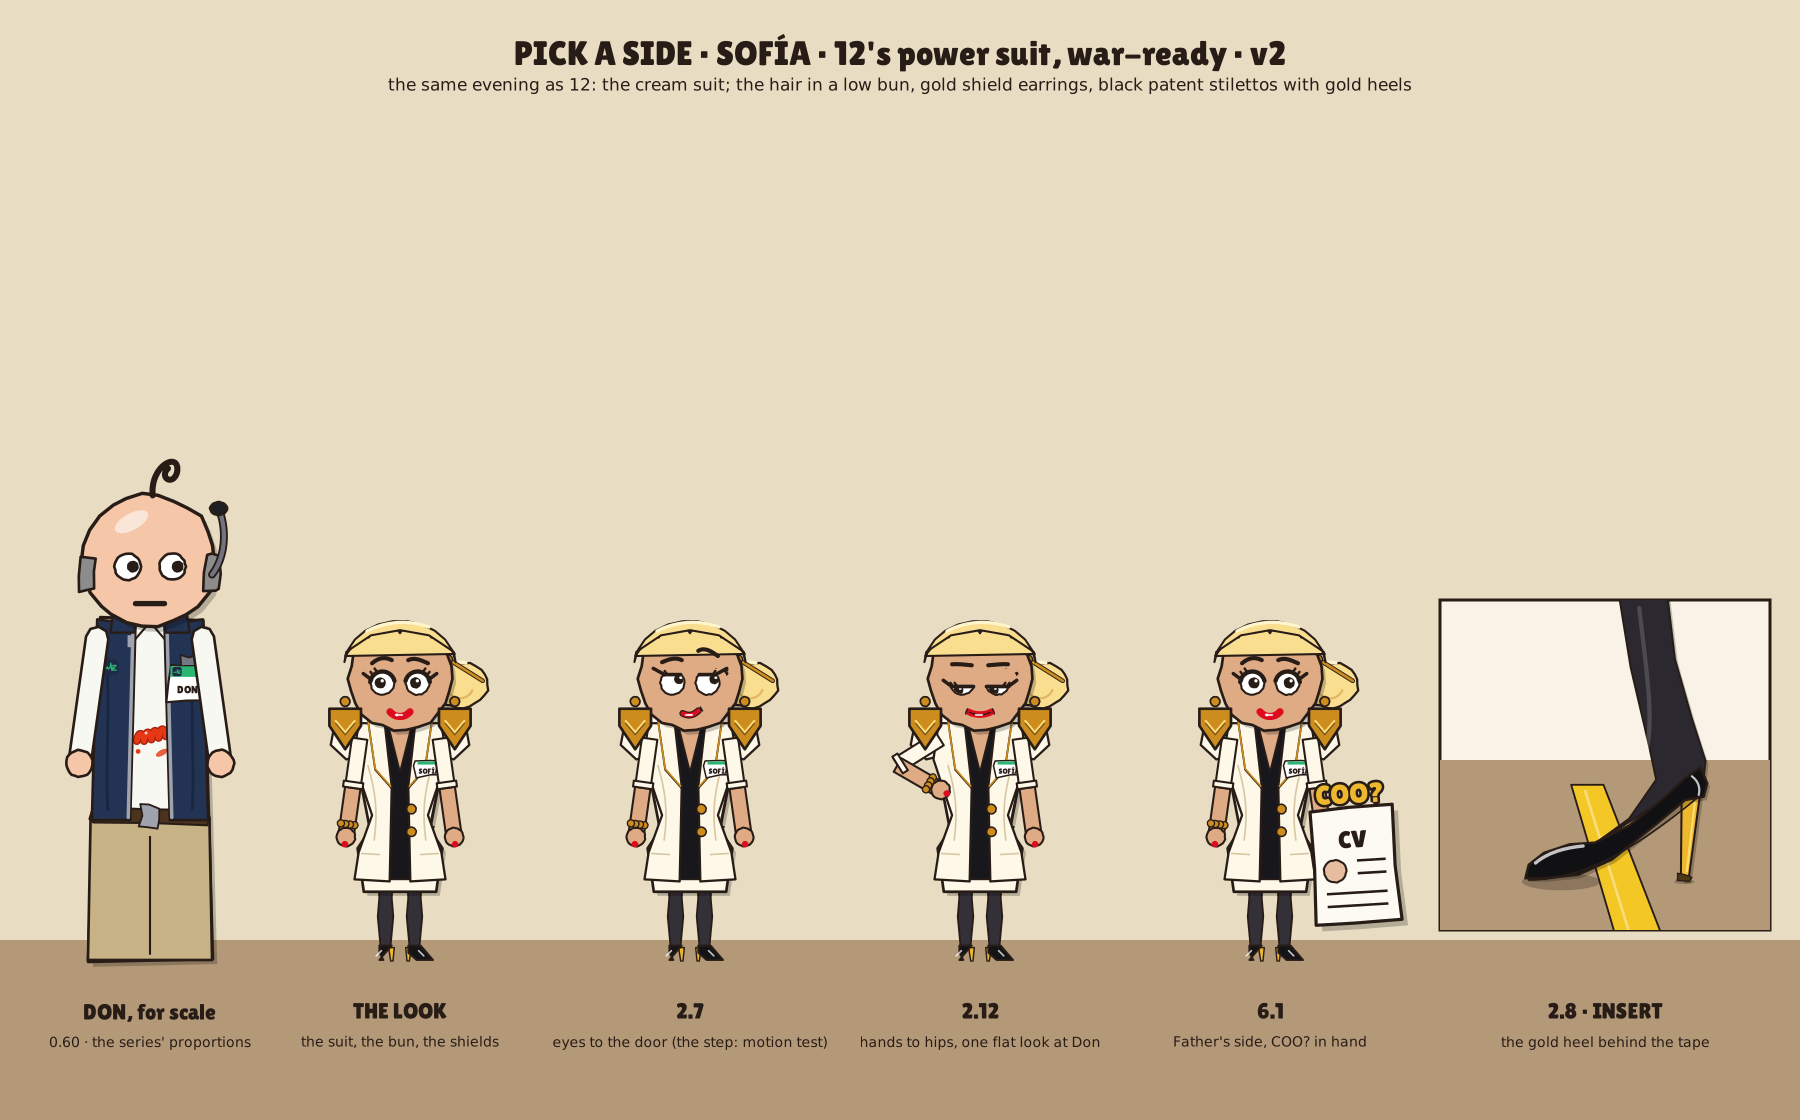 PICK A SIDE · SOFÍA · 12's power suit, war-ready · v2
the same evening as 12: the cream suit; the hair in a low bun, gold shield earrings, black patent stilettos with gold heels
DON
SOFÍA
SOFÍA
SOFÍA
SOFÍA
COO?
CV
DON, for scale
0.60 · the series' proportions
THE LOOK
the suit, the bun, the shields
2.7
eyes to the door (the step: motion test)
2.12
hands to hips, one flat look at Don
6.1
Father's side, COO? in hand
2.8 · INSERT
the gold heel behind the tape